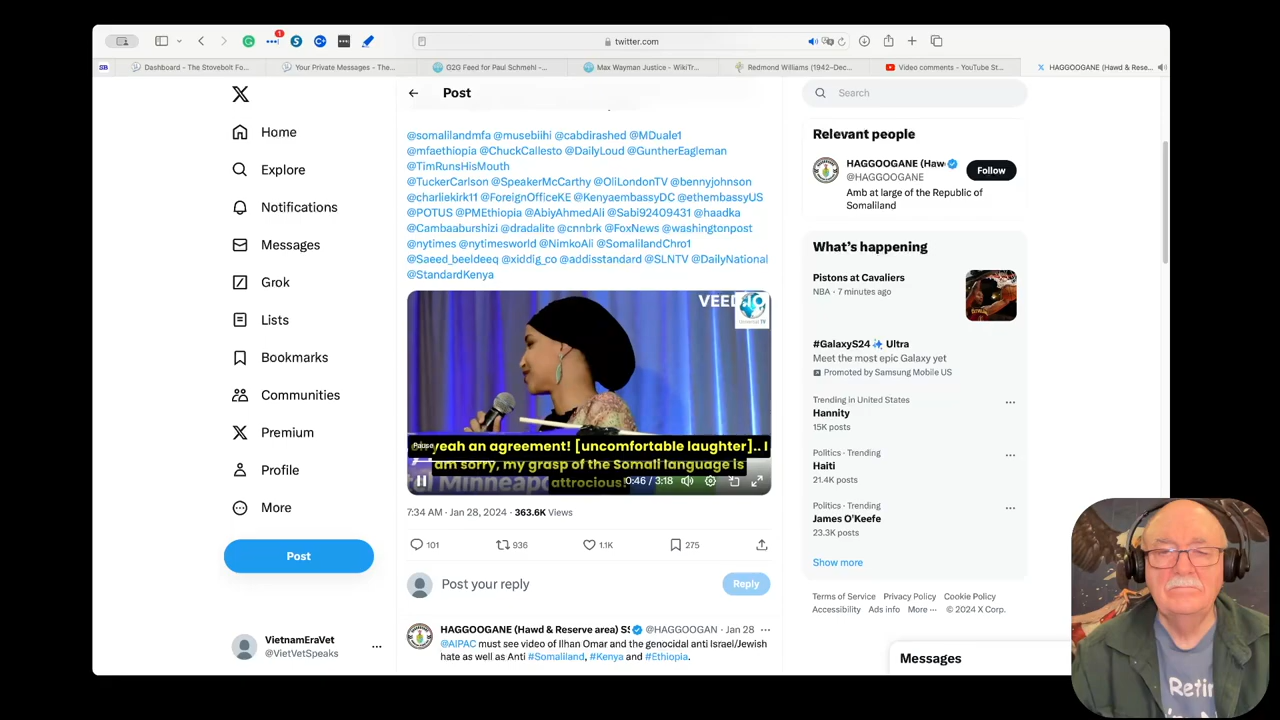 twitter.com
1
SB
Dashboard - The Stovebolt Fo...
Your Private Messages - The...
G2G Feed for Paul Schmehl -...
Max Wayman Justice - WikiTr...
Redmond Williams (1942–Dec...
Video comments - YouTube St...
HAGGOOGANE (Hawd & Rese...
Home
Explore
Notifications
Messages
Grok
Lists
Bookmarks
Communities
Premium
Profile
More
Post
VietnamEraVet
@VietVetSpeaks
Post
@somalilandmfa @musebiihi @cabdirashed @MDuale1
@mfaethiopia @ChuckCallesto @DailyLoud @GuntherEagleman
@TimRunsHisMouth
@TuckerCarlson @SpeakerMcCarthy @OliLondonTV @bennyjohnson
@charliekirk11 @ForeignOfficeKE @KenyaembassyDC @ethembassyUS
@POTUS @PMEthiopia @AbiyAhmedAli @Sabi92409431 @haadka
@Cambaaburshizi @dradalite @cnnbrk @FoxNews @washingtonpost
@nytimes @nytimesworld @NimkoAli @SomalilandChro1
@Saeed_beeldeeq @xiddig_co @addisstandard @SLNTV @DailyNational
@StandardKenya
VEED.IO
Pause
yeah an agreement! [uncomfortable laughter].. I
am sorry, my grasp of the Somali language is
attrocious!
0:46 / 3:18
7:34 AM · Jan 28, 2024 · 363.6K Views
101 936 1.1K 275
Post your reply
Reply
HAGGOOGANE (Hawd & Reserve area) S @HAGGOOGAN · Jan 28
@AIPAC must see video of Ilhan Omar and the genocidal anti Israel/Jewish
hate as well as Anti #Somaliland, #Kenya and #Ethiopia.
Search
Relevant people
HAGGOOGANE (Haw
@HAGGOOGANE
Follow
Amb at large of the Republic of
Somaliland
What's happening
Pistons at Cavaliers
NBA · 7 minutes ago
#GalaxyS24 Ultra
Meet the most epic Galaxy yet
Promoted by Samsung Mobile US
Trending in United States
Hannity
15K posts
Politics · Trending
Haiti
21.4K posts
Politics · Trending
James O'Keefe
23.3K posts
Show more
Terms of Service Privacy Policy Cookie Policy
Accessibility Ads info More ··· © 2024 X Corp.
Messages